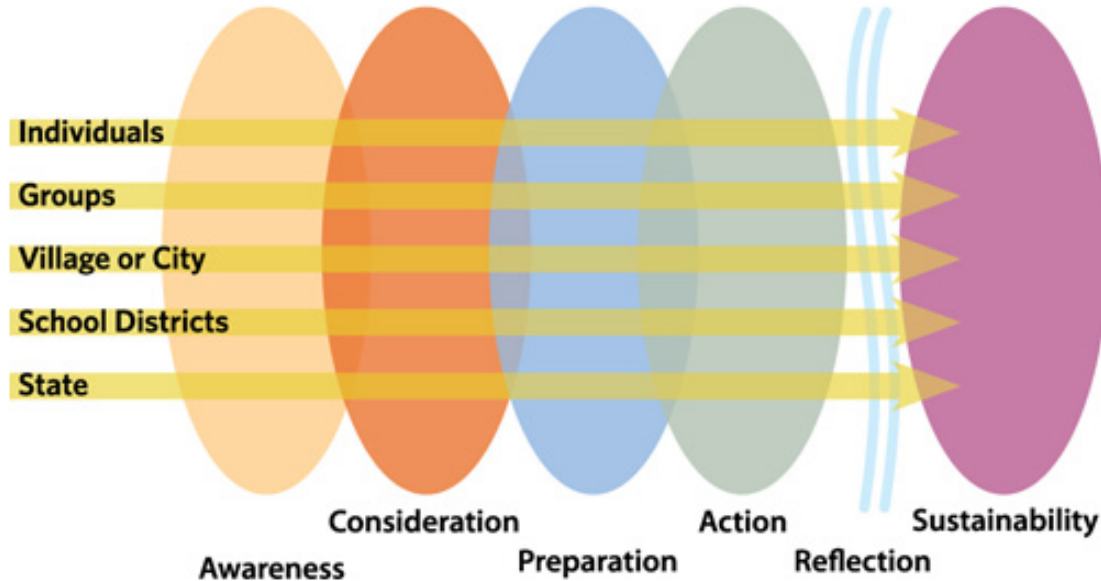 Individuals
Groups
Village or City
School Districts
State
Awareness
Consideration
Preparation
Action
Reflection
Sustainability